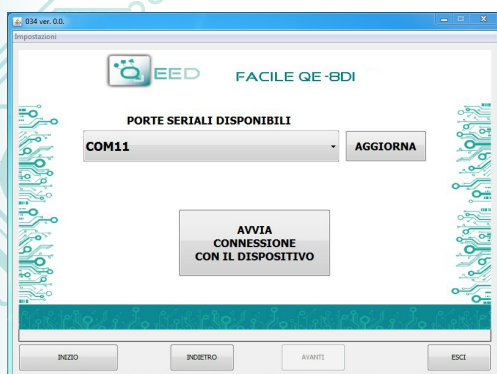 034 ver. 0.0.
Impostazioni
QEED FACILE QE-8DI
PORTE SERIALI DISPONIBILI
COM11
AGGIORNA
AVVIA
CONNESSIONE
CON IL DISPOSITIVO
INIZIO INDIETRO AVANTI ESCI